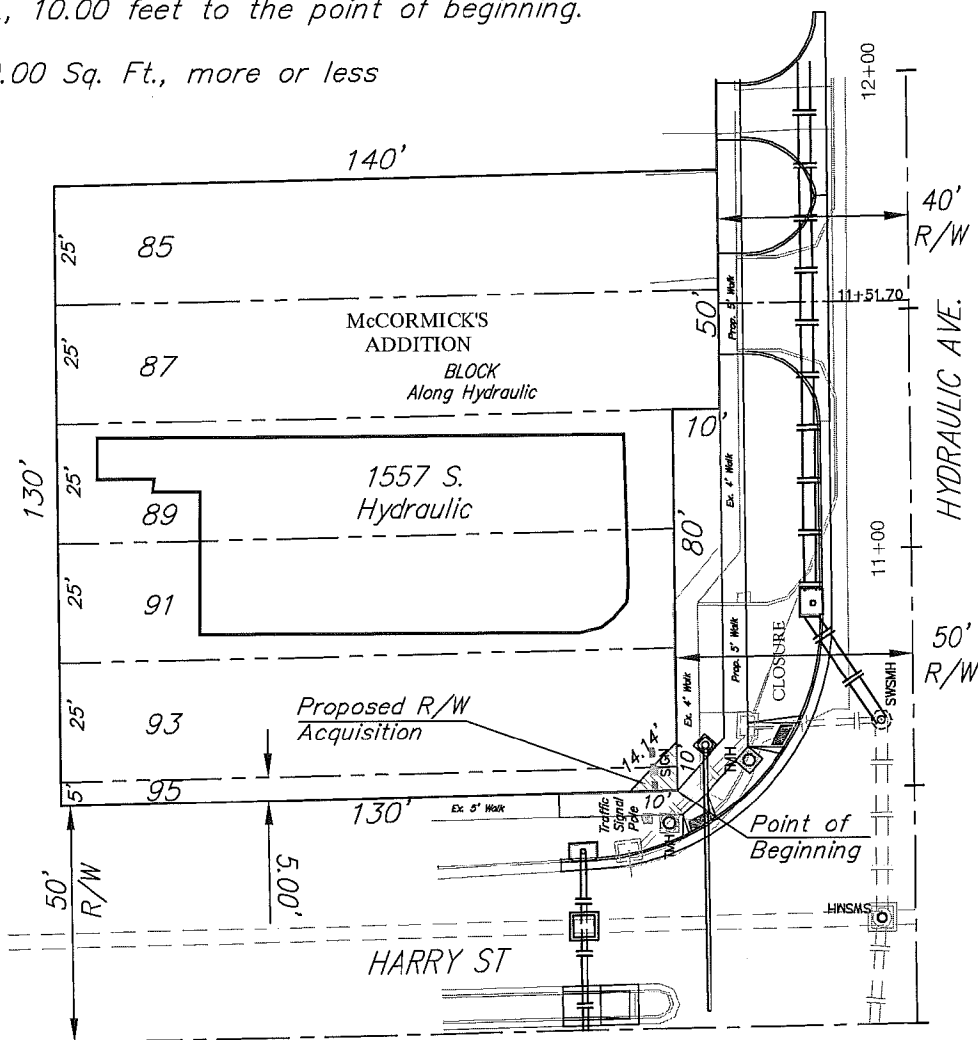 , 10.00 feet to the point of beginning.
.00 Sq. Ft., more or less
12+00
140'
40'
R/W
25'
85
11+51.70
50'
Prop. 5' Walk
McCORMICK'S
ADDITION
25'
87
BLOCK
Along Hydraulic
HYDRAULIC AVE.
10'
130'
25'
1557 S.
Hydraulic
89
Ex. 4' Walk
80'
11+00
25'
91
50'
R/W
Prop. 5' Walk
CLOSURE
SWSMH
Ex. 4' Walk
25'
93
Proposed R/W
Acquisition
14.14'
SIGN
10'
TMH
5'
95
130'
Ex. 5' Walk
10'
Traffic
Signal
Pole
TMH
Point of
Beginning
50'
R/W
5.00'
SWSMH
HARRY ST